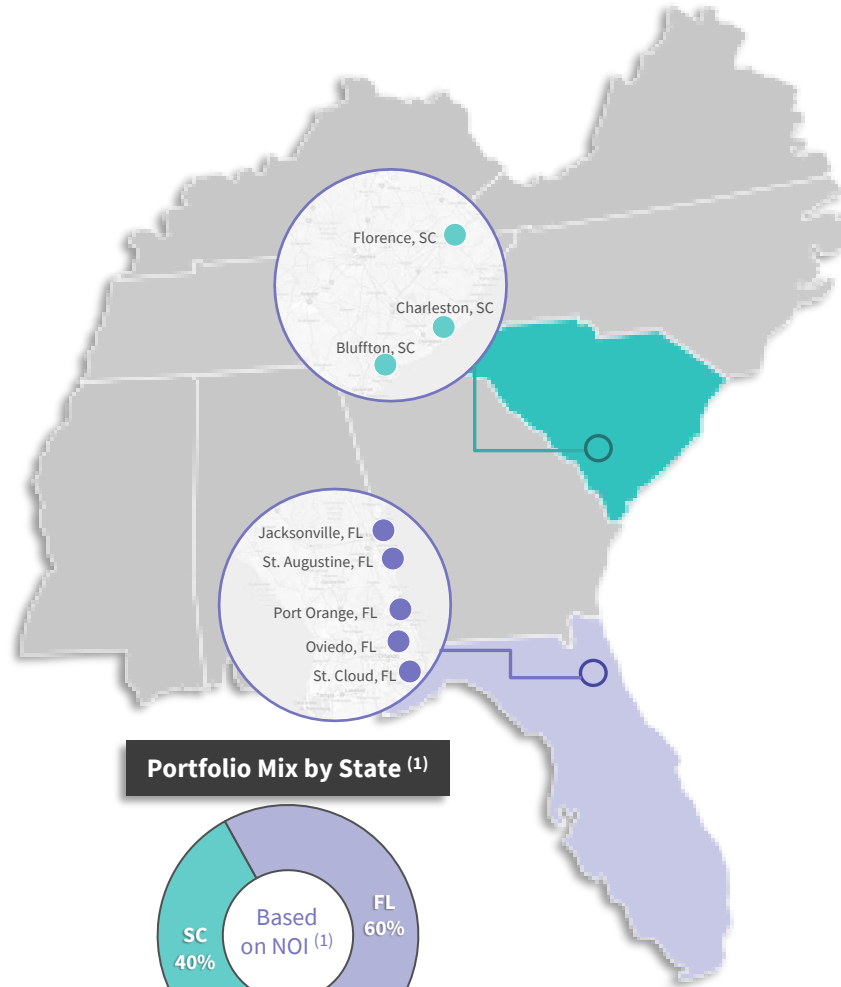 Florence, SC
Charleston, SC
Bluffton, SC
Jacksonville, FL
St. Augustine, FL
Port Orange, FL
Oviedo, FL
St. Cloud, FL
Portfolio Mix by State (1)
FL
60%
Based
on NOI (1)
SC
40%